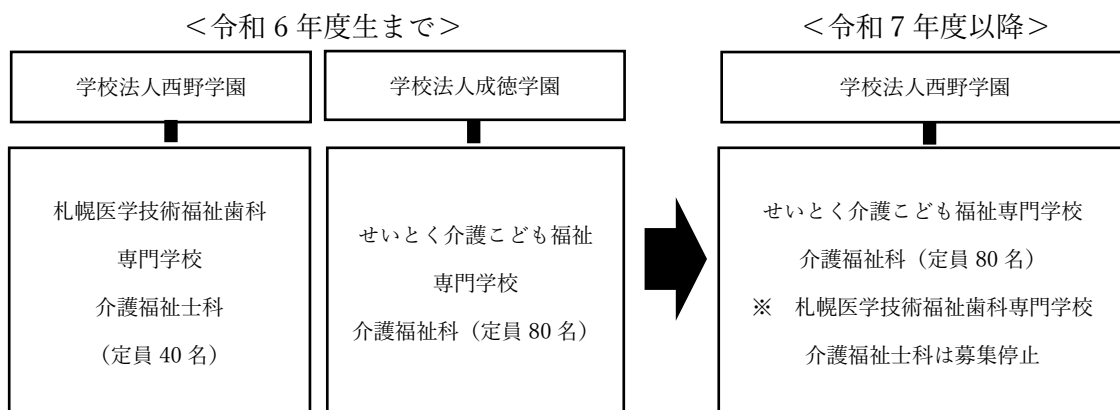 ＜令和 6 年度生まで＞
学校法人西野学園
札幌医学技術福祉歯科
専門学校
介護福祉士科
（定員 40 名）
学校法人成徳学園
せいとく介護こども福祉
専門学校
介護福祉科（定員 80 名）
＜令和 7 年度以降＞
学校法人西野学園
せいとく介護こども福祉専門学校
介護福祉科（定員 80 名）
※　札幌医学技術福祉歯科専門学校
介護福祉士科は募集停止